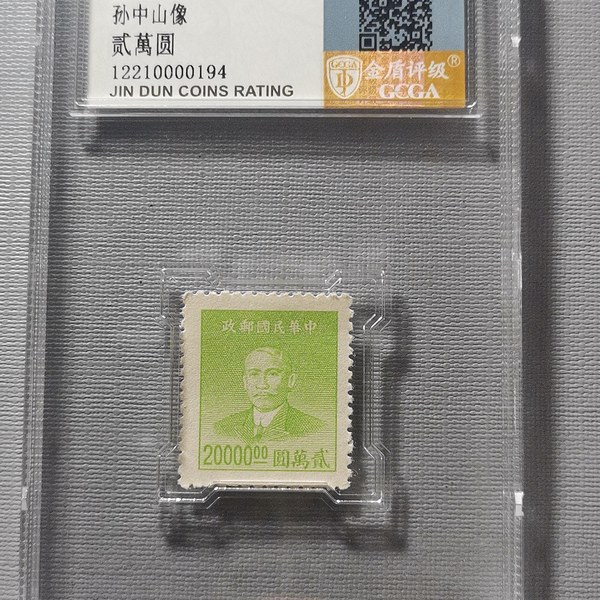 孙中山像
贰萬圆
12210000194
JIN DUN COINS RATING
GCGA
金盾评级®
GCGA
政郵國民華中
20000.00 圓萬貳